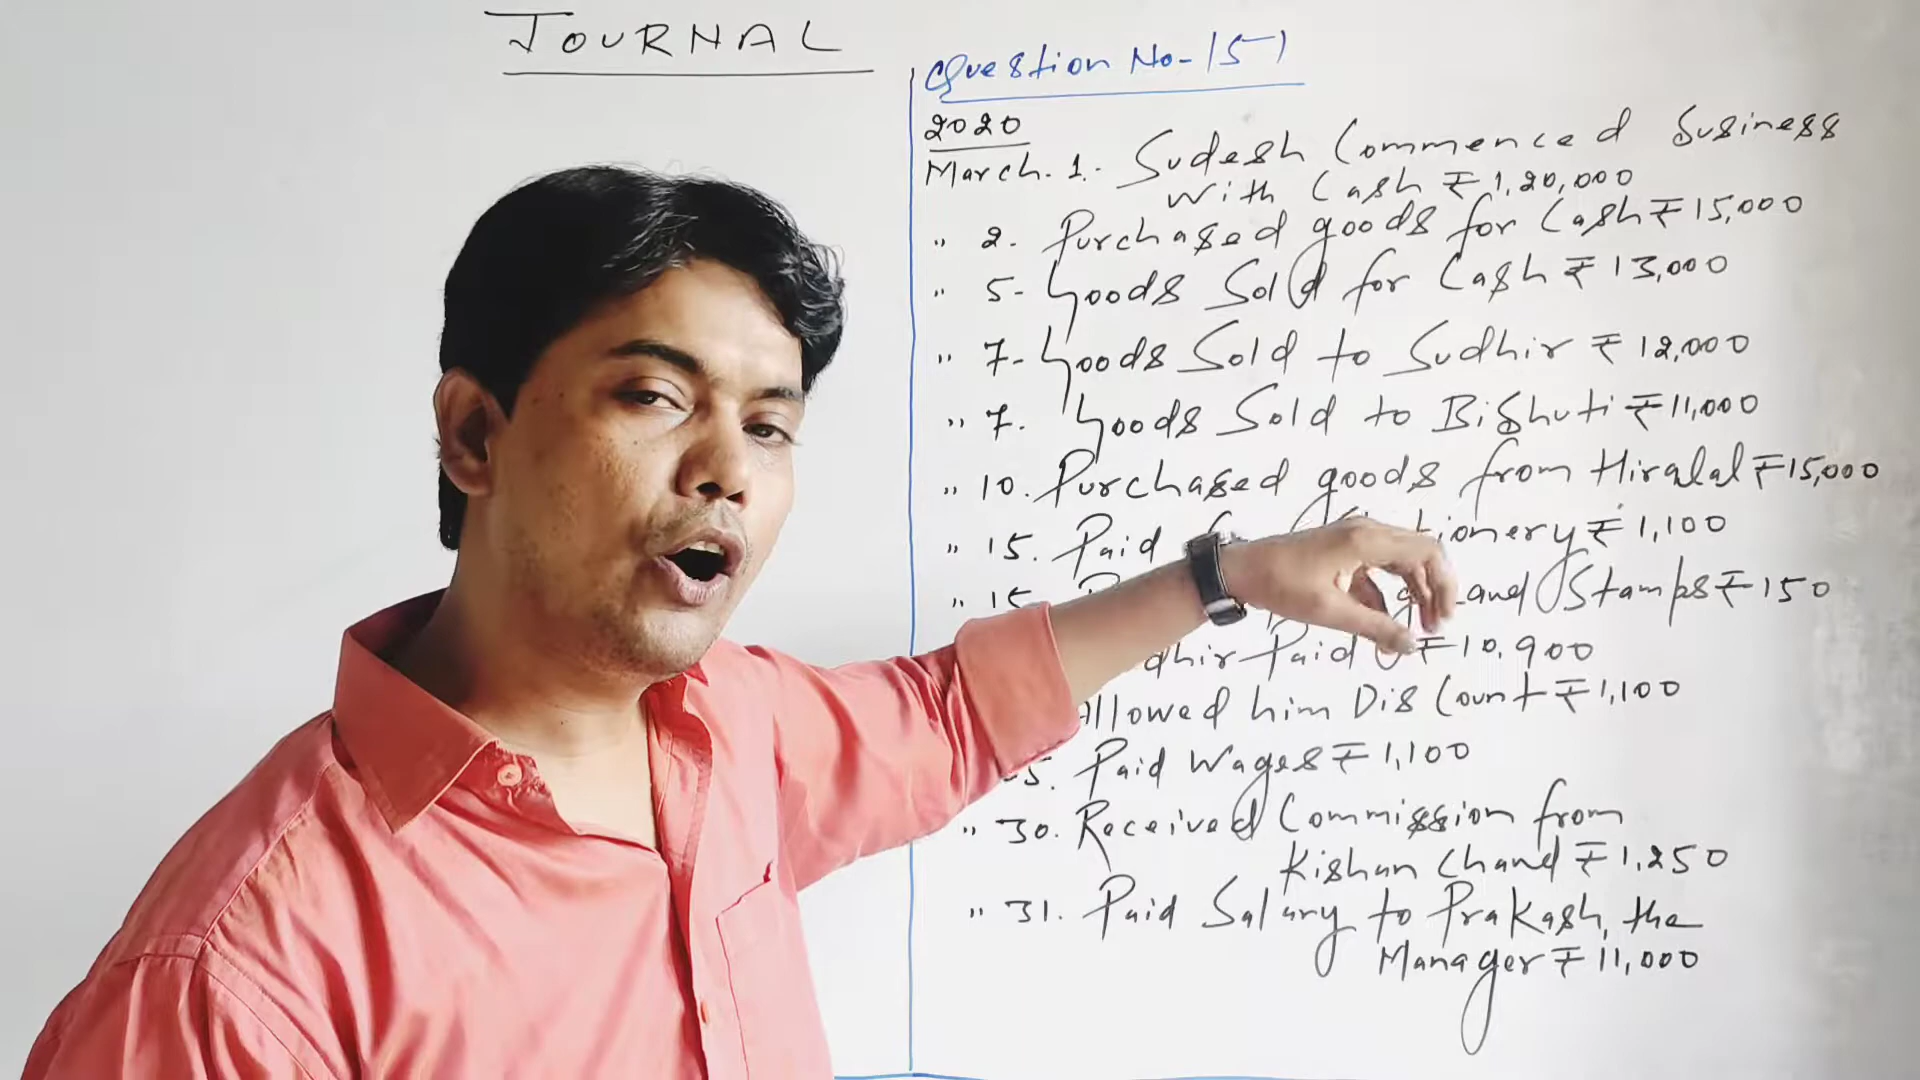 JOURNAL
Question No-15
2020
March. 1. Sudesh Commenced business
With Cash ₹ 1,20,000
" 2. Purchased goods for Cash ₹ 15,000
" 5- Goods Sold for Cash ₹ 13,000
" 7- Goods Sold to Sudhir ₹ 12,000
" 7. Goods Sold to Bibhuti ₹ 11,000
" 10. Purchased goods from Hiralal ₹ 15,000
" 15. Paid ₹ 1,100
" 15 and Stamps ₹ 150
Paid ₹ 10,900
Allowed him Discount ₹ 1,100
5. Paid Wages ₹ 1,100
" 30. Received Commission from
Kishan Chand ₹ 1,250
" 31. Paid Salary to Prakash, the
Manager ₹ 11,000